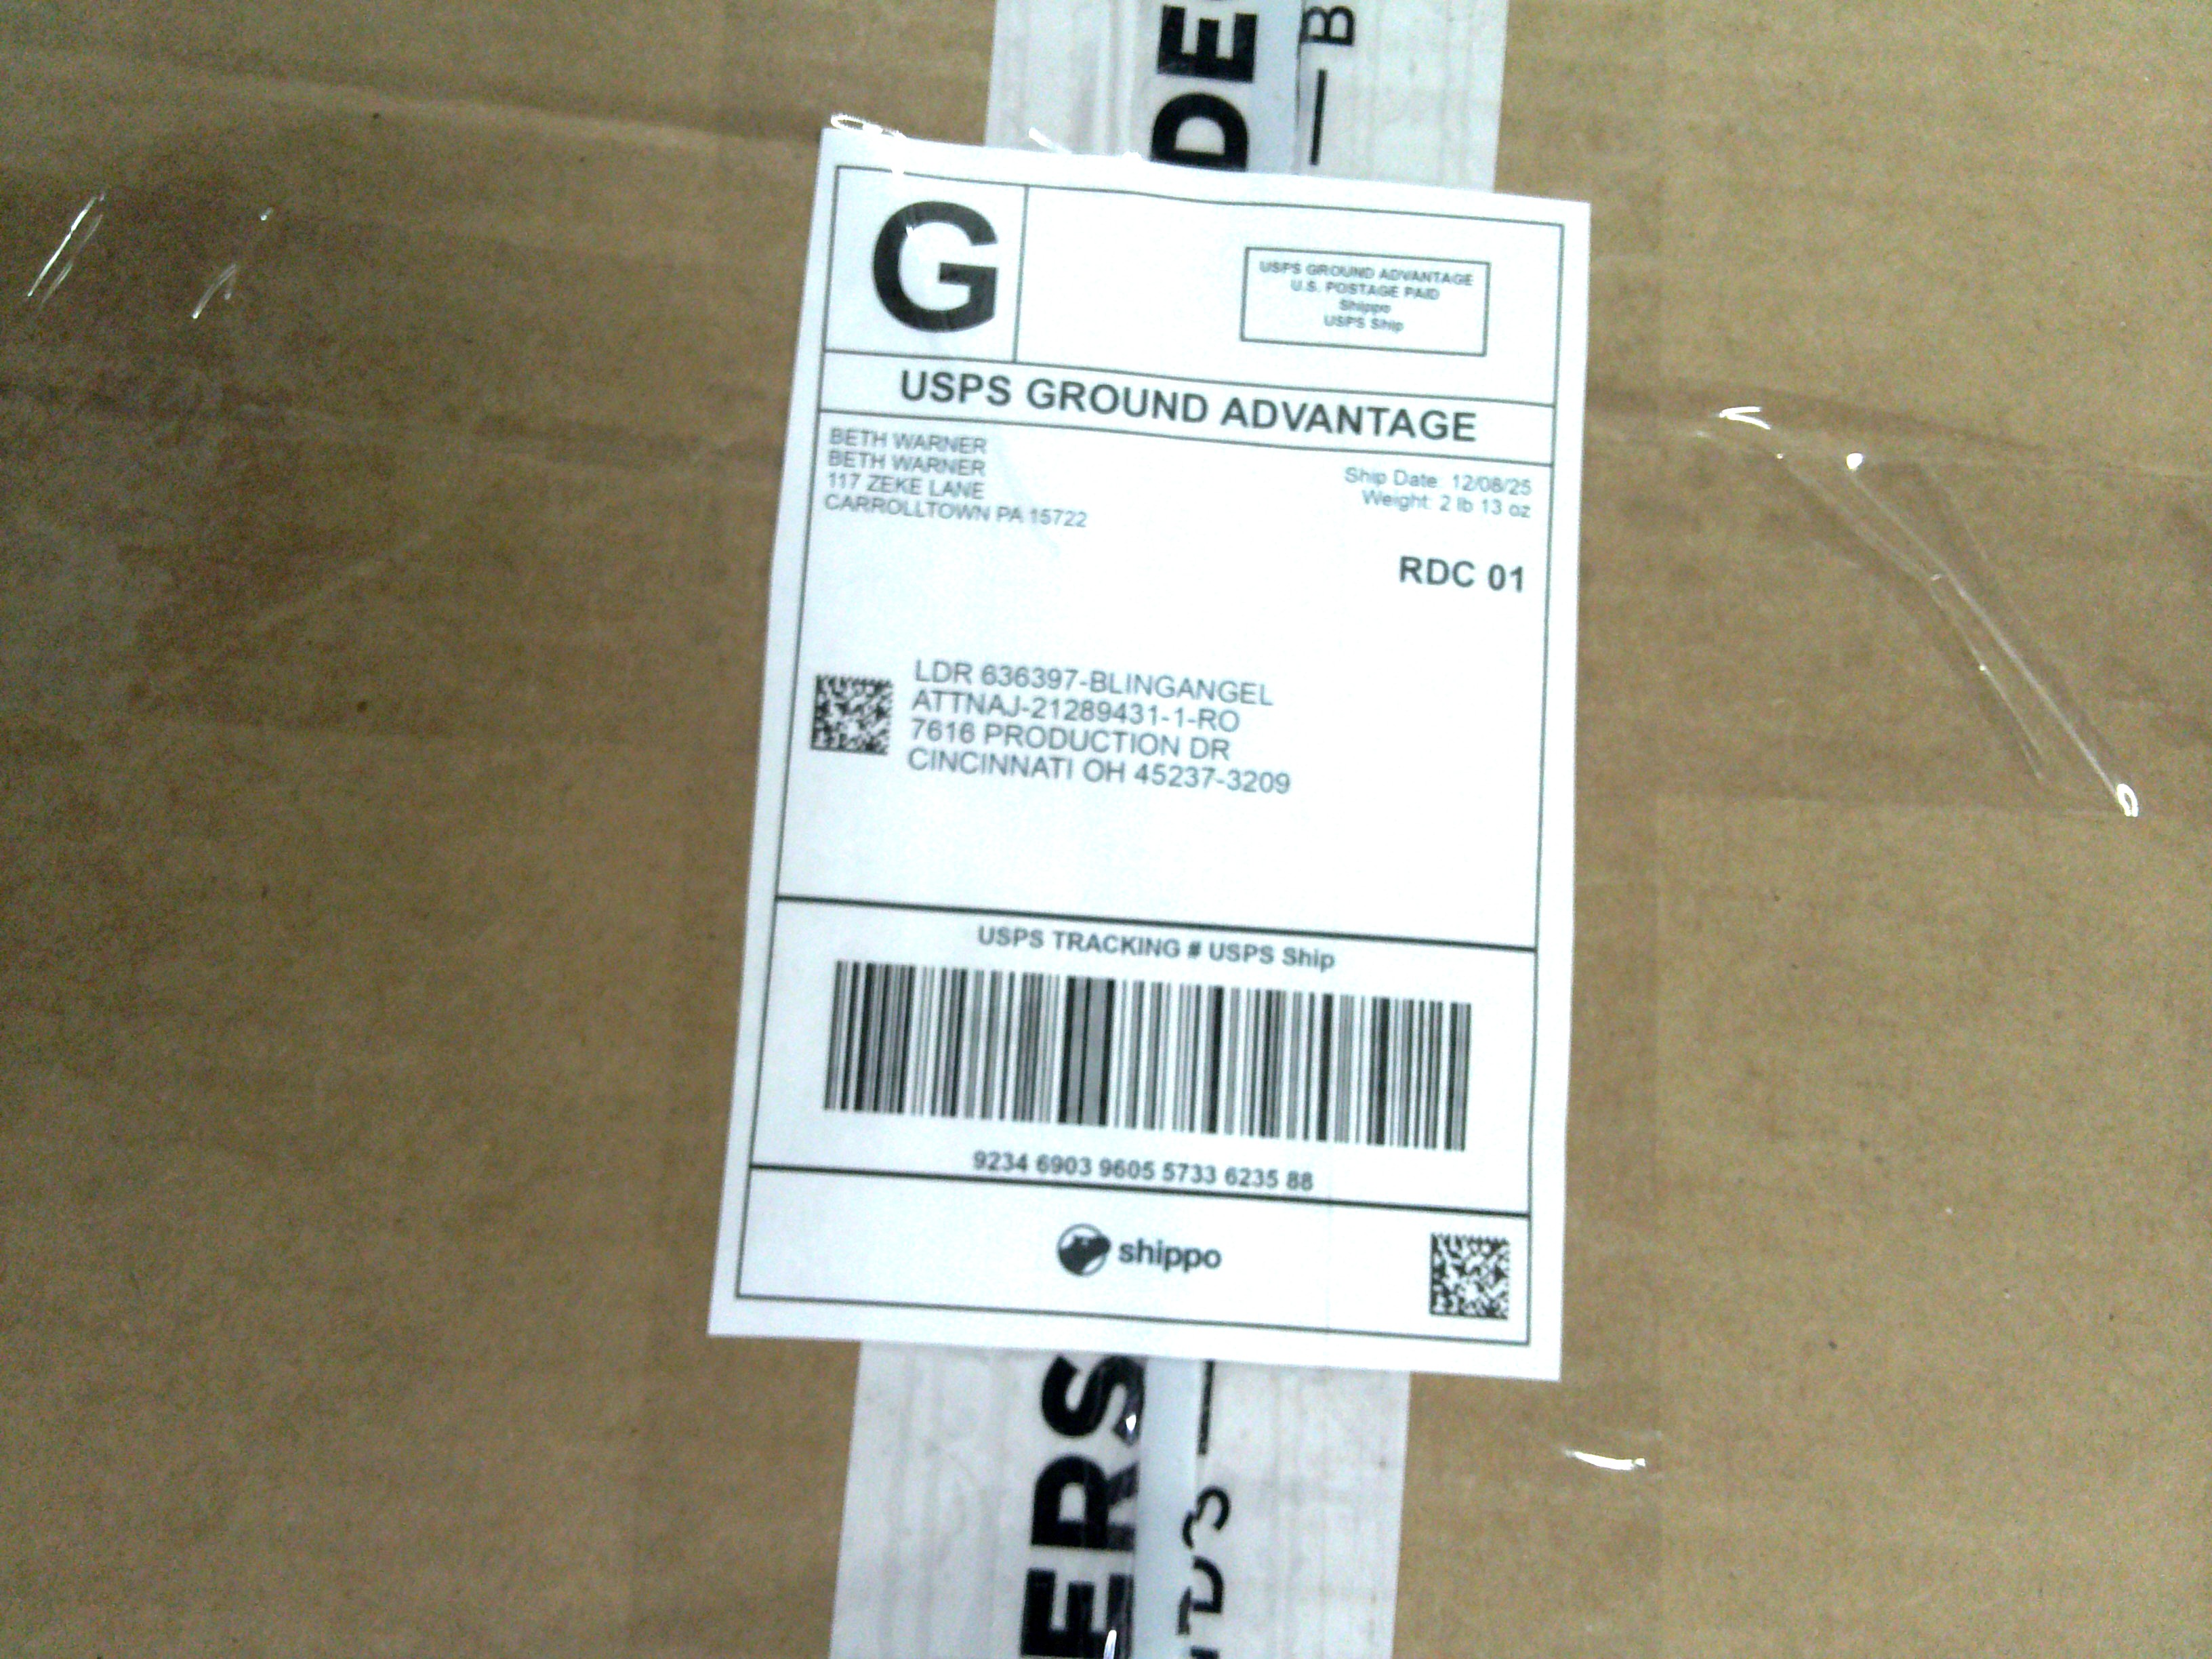 DE
B
G
USPS GROUND ADVANTAGE
U.S. POSTAGE PAID
Shippo
USPS Ship
USPS GROUND ADVANTAGE
BETH WARNER
BETH WARNER
117 ZEKE LANE
CARROLLTOWN PA 15722
Ship Date: 12/08/25
Weight: 2 lb 13 oz
RDC 01
LDR 636397-BLINGANGEL
ATTNAJ-21289431-1-RO
7616 PRODUCTION DR
CINCINNATI OH 45237-3209
USPS TRACKING # USPS Ship
9234 6903 9605 5733 6235 88
shippo
ERS